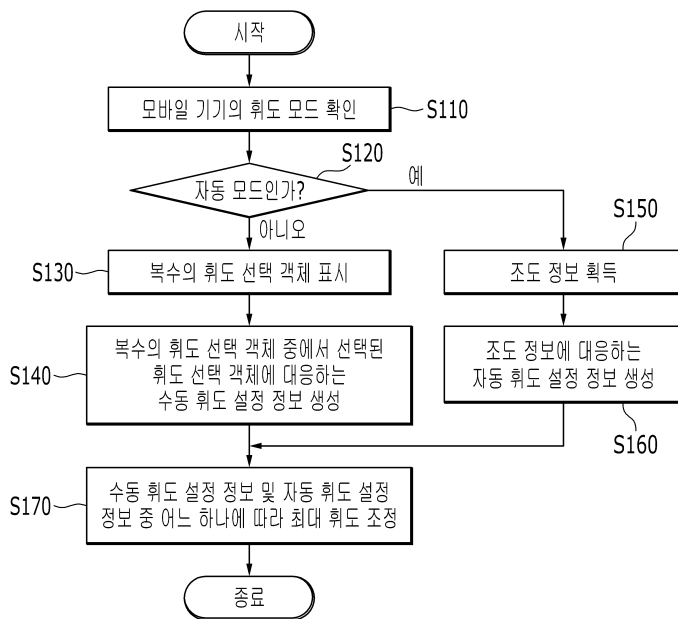 시작
모바일 기기의 휘도 모드 확인
S110
S120
자동 모드인가?
예
아니오
S130
복수의 휘도 선택 객체 표시
S150
조도 정보 획득
S140
복수의 휘도 선택 객체 중에서 선택된
휘도 선택 객체에 대응하는
수동 휘도 설정 정보 생성
조도 정보에 대응하는
자동 휘도 설정 정보 생성
S160
S170
수동 휘도 설정 정보 및 자동 휘도 설정
정보 중 어느 하나에 따라 최대 휘도 조정
종료